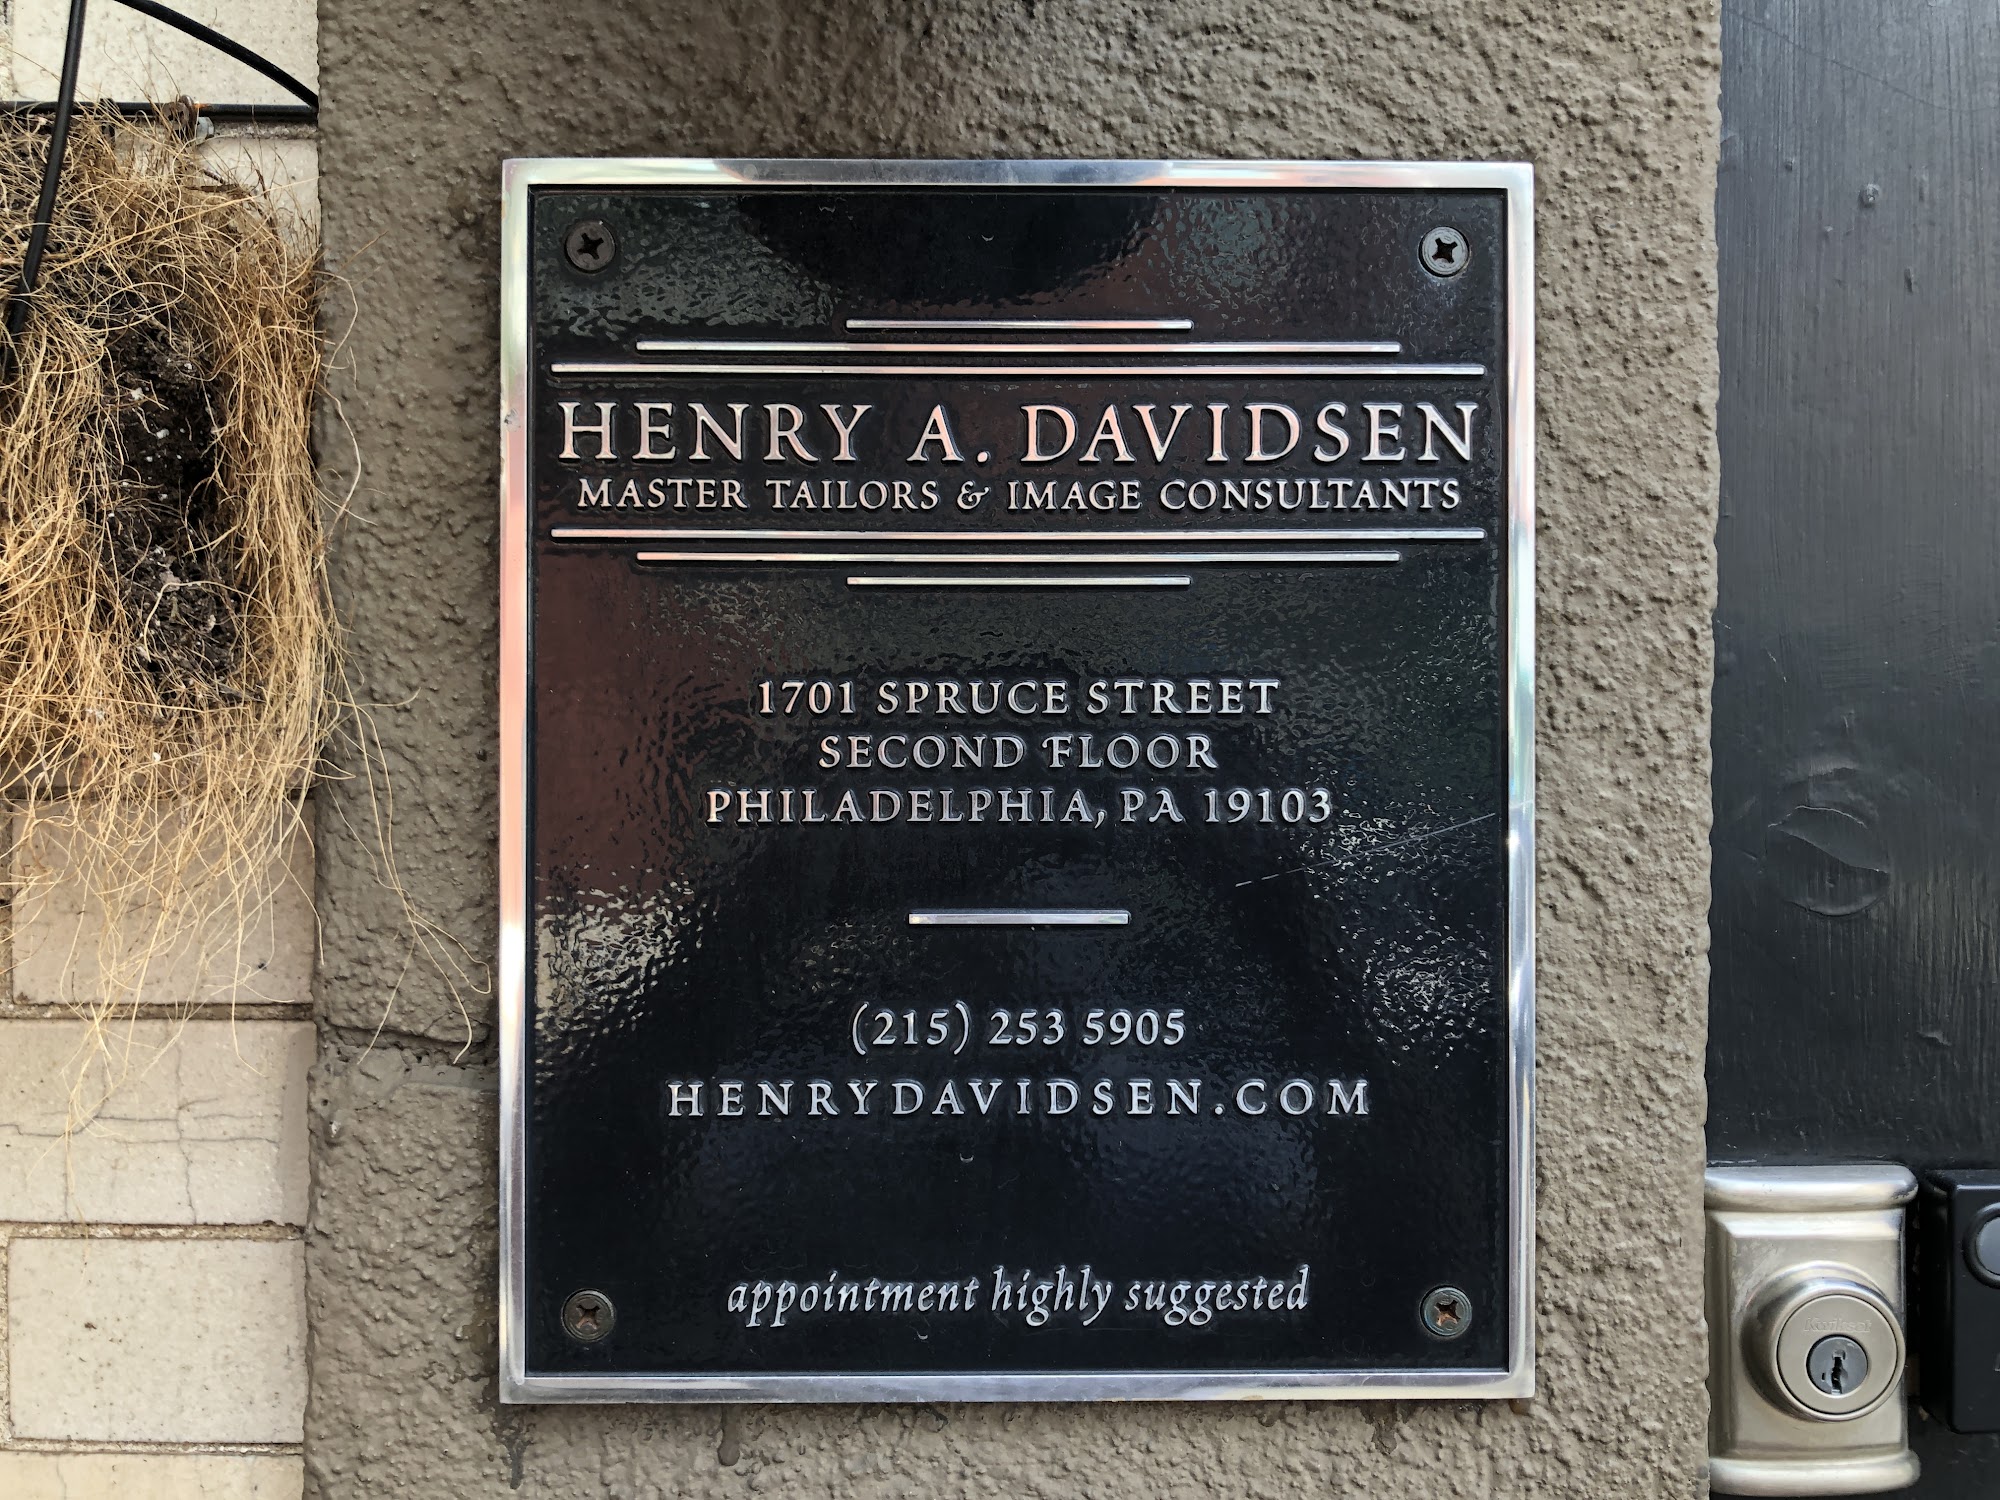 HENRY A. DAVIDSEN
MASTER TAILORS & IMAGE CONSULTANTS
1701 SPRUCE STREET
SECOND FLOOR
PHILADELPHIA, PA 19103
(215) 253 5905
HENRYDAVIDSEN.COM
appointment highly suggested
Kwikset